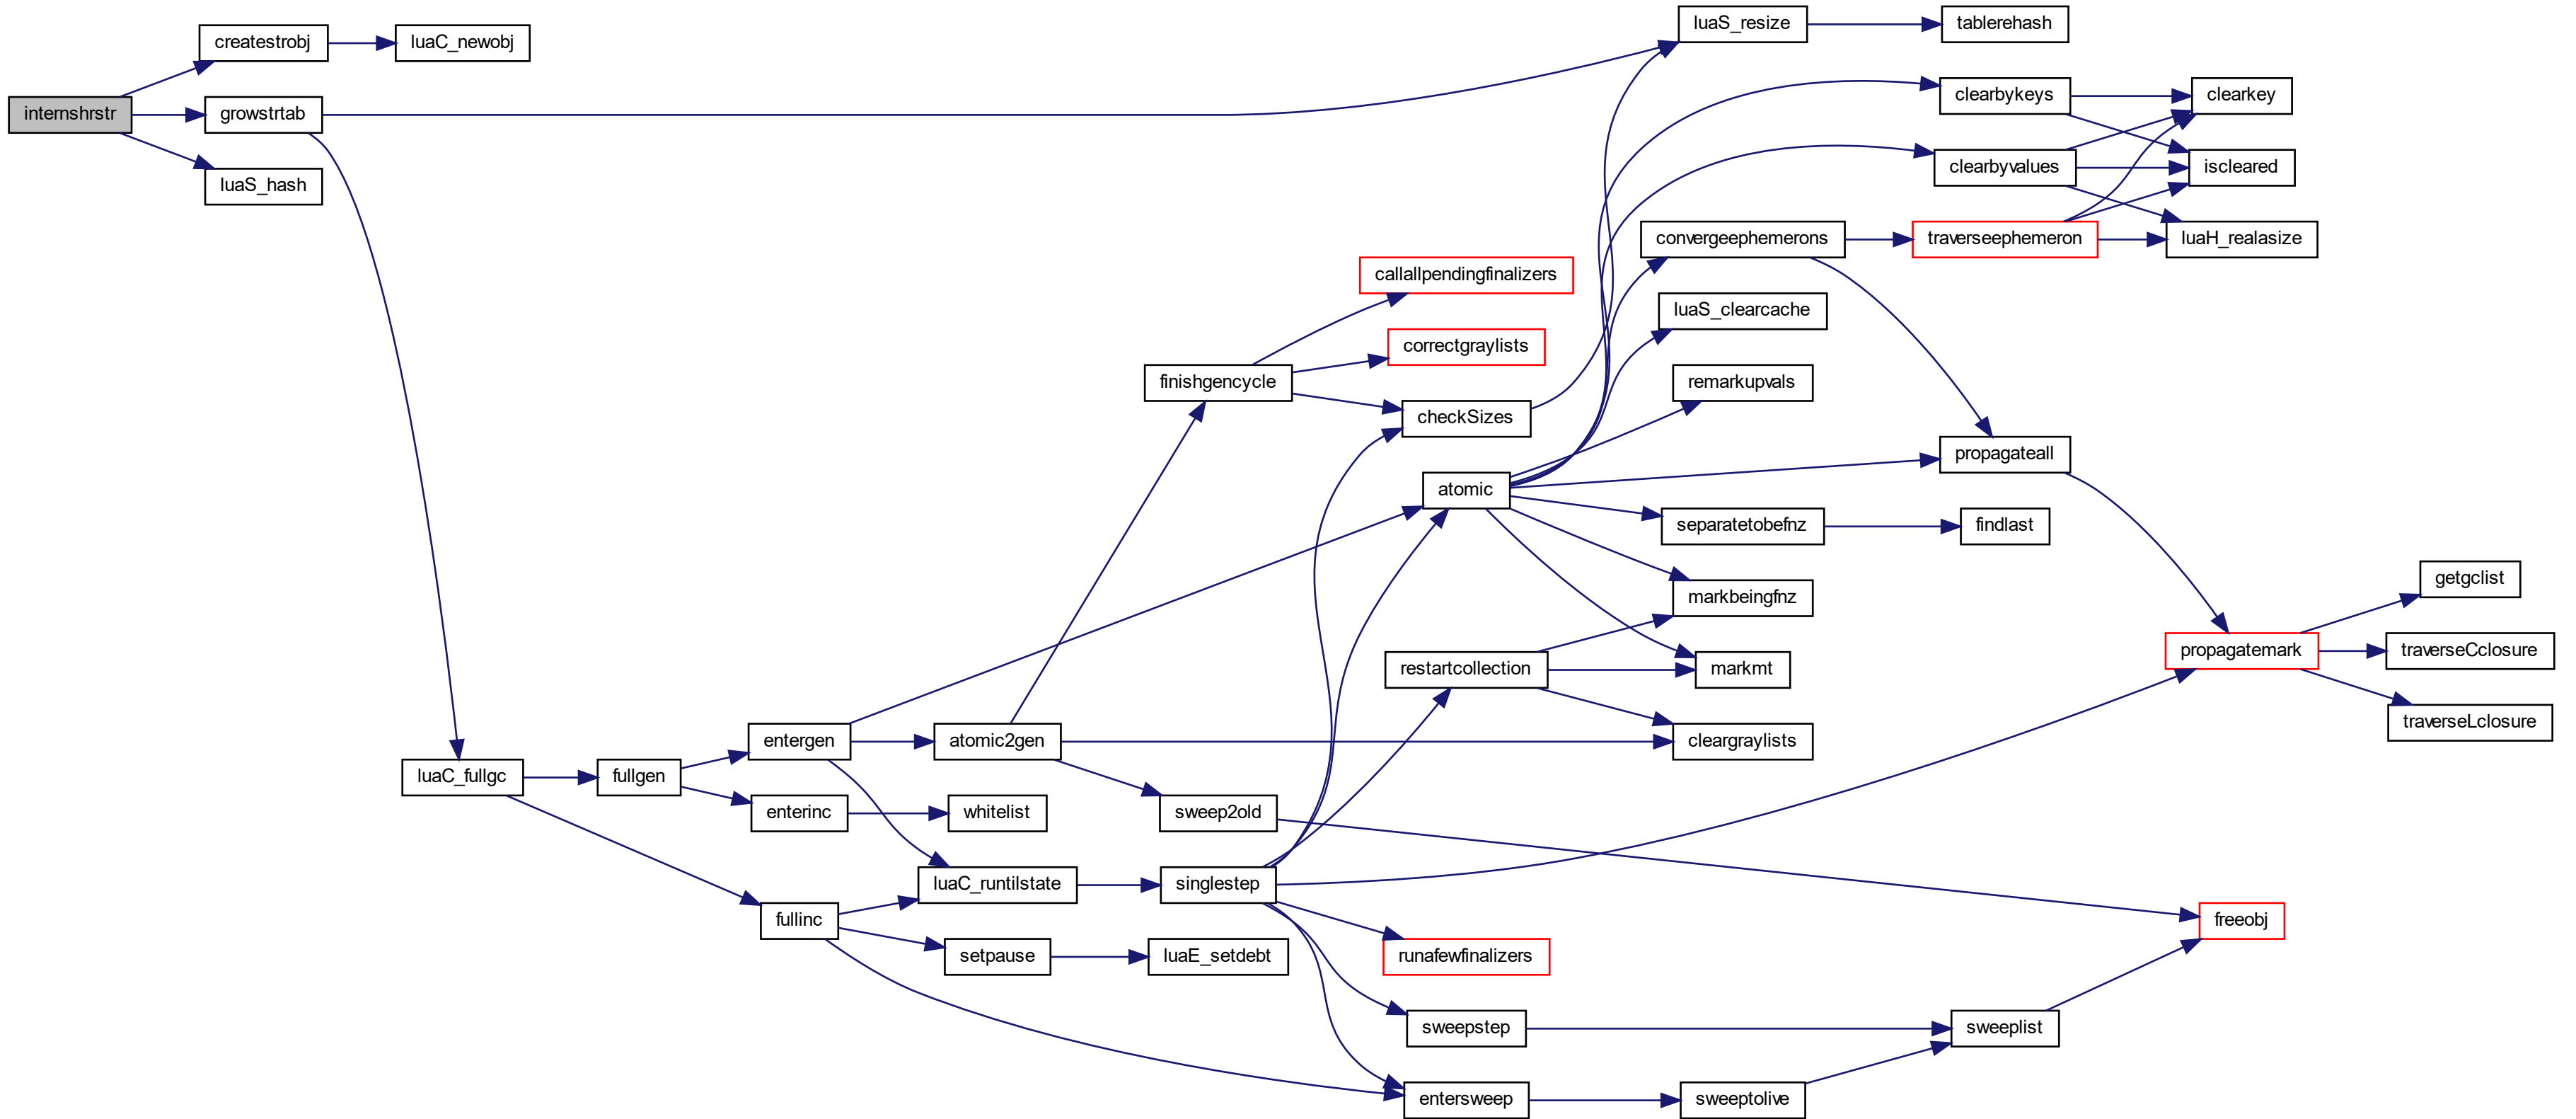 internshrstr
createstrobj
luaC_newobj
growstrtab
luaS_hash
luaS_resize
tablerehash
clearbykeys
clearkey
clearbyvalues
iscleared
convergeephemerons
traverseephemeron
luaH_realasize
callallpendingfinalizers
luaS_clearcache
correctgraylists
finishgencycle
remarkupvals
checkSizes
propagateall
atomic
separatetobefnz
findlast
getgclist
markbeingfnz
propagatemark
traverseCclosure
restartcollection
markmt
traverseLclosure
entergen
atomic2gen
cleargraylists
luaC_fullgc
fullgen
enterinc
whitelist
sweep2old
luaC_runtilstate
singlestep
fullinc
freeobj
setpause
luaE_setdebt
runafewfinalizers
sweepstep
sweeplist
entersweep
sweeptolive